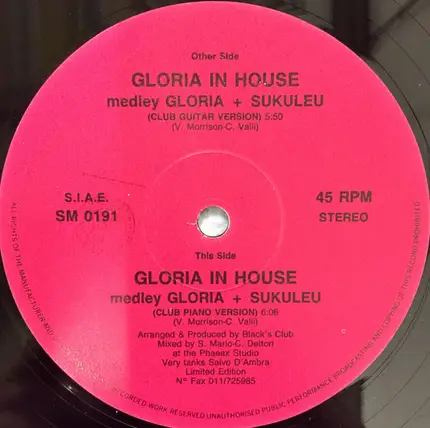 Other Side
GLORIA IN HOUSE
medley GLORIA + SUKULEU
(CLUB GUITAR VERSION) 5:50
(V. Morrison-C. Valli)
S.I.A.E.
SM 0191
45 RPM
STEREO
This Side
GLORIA IN HOUSE
medley GLORIA + SUKULEU
(CLUB PIANO VERSION) 6:06
(V. Morrison-C. Valli)
Arranged & Produced by Black's Club
Mixed by S. Mario-C. Dettori
at the Phaeax Studio
Very tanks Salvo D'Ambra
Limited Edition
N° Fax 011/725985
ALL RIGHTS OF THE MANUFACTURER AND RECORDED WORK RESERVED UNAUTHORISED PUBLIC PERFORMANCE BROADCASTING AND COPYING OF THIS RECORD PROHIBITED